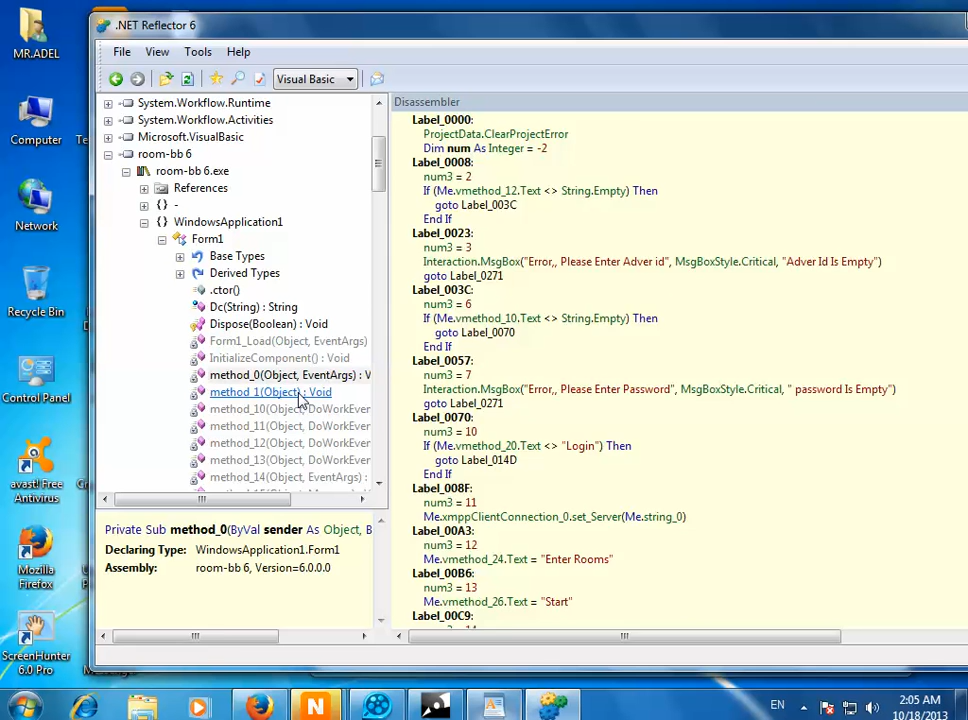 MR.ADEL
Computer
Network
Recycle Bin
Control Panel
avast! Free
Antivirus
Mozilla
Firefox
ScreenHunter
6.0 Pro
.NET Reflector 6
File View Tools Help
Visual Basic
System.Workflow.Runtime
System.Workflow.Activities
Microsoft.VisualBasic
room-bb 6
room-bb 6.exe
References
{ } -
{ } WindowsApplication1
Form1
Base Types
Derived Types
.ctor()
Dc(String) : String
Dispose(Boolean) : Void
Form1_Load(Object, EventArgs)
InitializeComponent() : Void
method_0(Object, EventArgs) : V
method_1(Object) : Void
method_10(Object, DoWorkEver
method_11(Object, DoWorkEver
method_12(Object, DoWorkEver
method_13(Object, DoWorkEver
method_14(Object, EventArgs) :
Private Sub method_0(ByVal sender As Object, B
Declaring Type: WindowsApplication1.Form1
Assembly: room-bb 6, Version=6.0.0.0
Disassembler
Label_0000:
ProjectData.ClearProjectError
Dim num As Integer = -2
Label_0008:
num3 = 2
If (Me.vmethod_12.Text <> String.Empty) Then
goto Label_003C
End If
Label_0023:
num3 = 3
Interaction.MsgBox("Error,, Please Enter Adver id", MsgBoxStyle.Critical, "Adver Id Is Empty")
goto Label_0271
Label_003C:
num3 = 6
If (Me.vmethod_10.Text <> String.Empty) Then
goto Label_0070
End If
Label_0057:
num3 = 7
Interaction.MsgBox("Error,, Please Enter Password", MsgBoxStyle.Critical, " password Is Empty")
goto Label_0271
Label_0070:
num3 = 10
If (Me.vmethod_20.Text <> "Login") Then
goto Label_014D
End If
Label_008F:
num3 = 11
Me.xmppClientConnection_0.set_Server(Me.string_0)
Label_00A3:
num3 = 12
Me.vmethod_24.Text = "Enter Rooms"
Label_00B6:
num3 = 13
Me.vmethod_26.Text = "Start"
Label_00C9:
EN
2:05 AM
10/18/2013